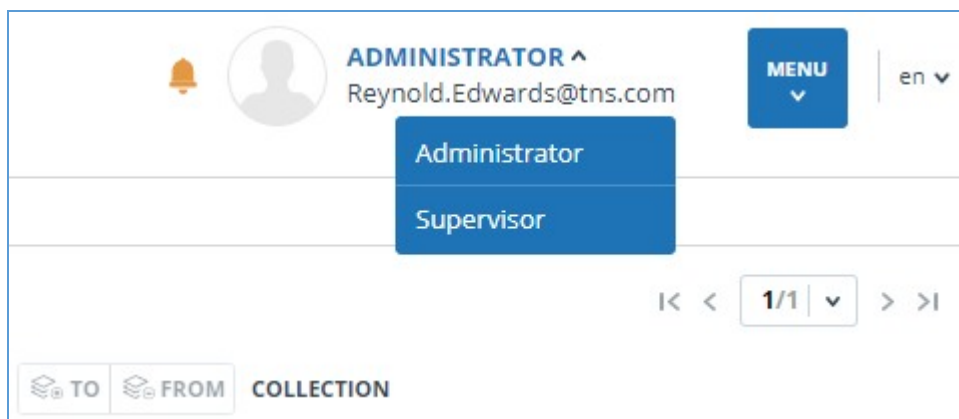 ADMINISTRATOR
Reynold.Edwards@tns.com
MENU
en
Administrator
Supervisor
1/1
TO FROM COLLECTION